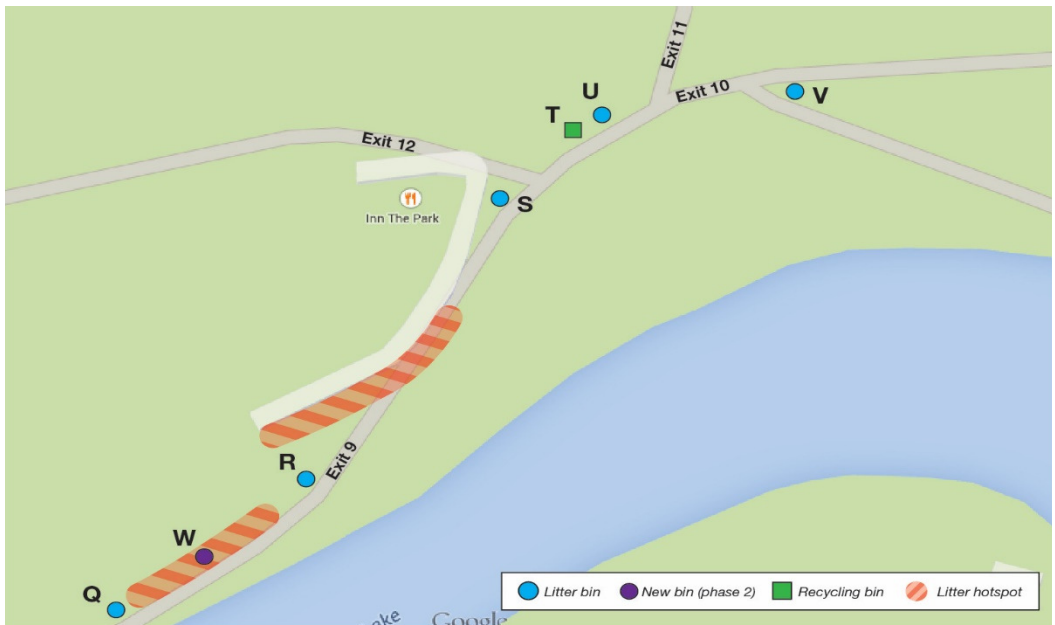 Exit 11
U
Exit 10
V
T
Exit 12
S
Inn The Park
R
Exit 9
W
Q
Litter bin
New bin (phase 2)
Recycling bin
Litter hotspot
Google